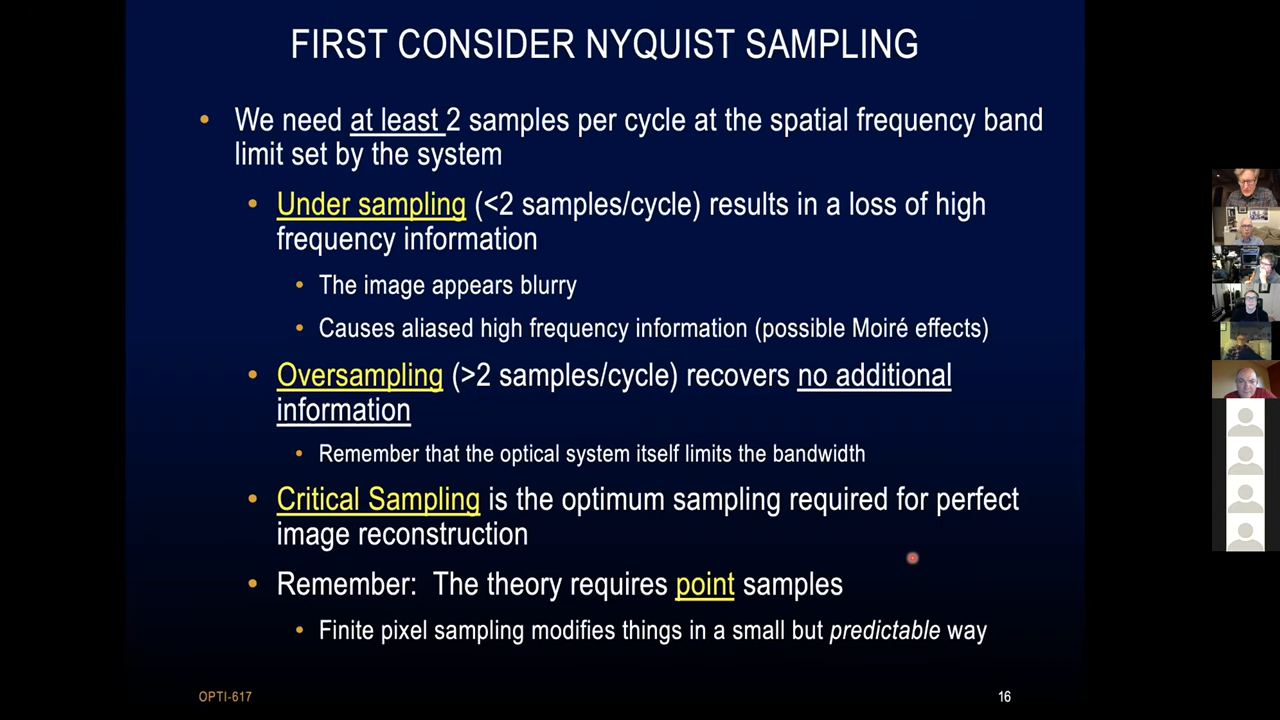 FIRST CONSIDER NYQUIST SAMPLING
• We need at least 2 samples per cycle at the spatial frequency band
limit set by the system
• Under sampling (<2 samples/cycle) results in a loss of high
frequency information
• The image appears blurry
• Causes aliased high frequency information (possible Moiré effects)
• Oversampling (>2 samples/cycle) recovers no additional
information
• Remember that the optical system itself limits the bandwidth
• Critical Sampling is the optimum sampling required for perfect
image reconstruction
• Remember: The theory requires point samples
• Finite pixel sampling modifies things in a small but predictable way
OPTI-617
16